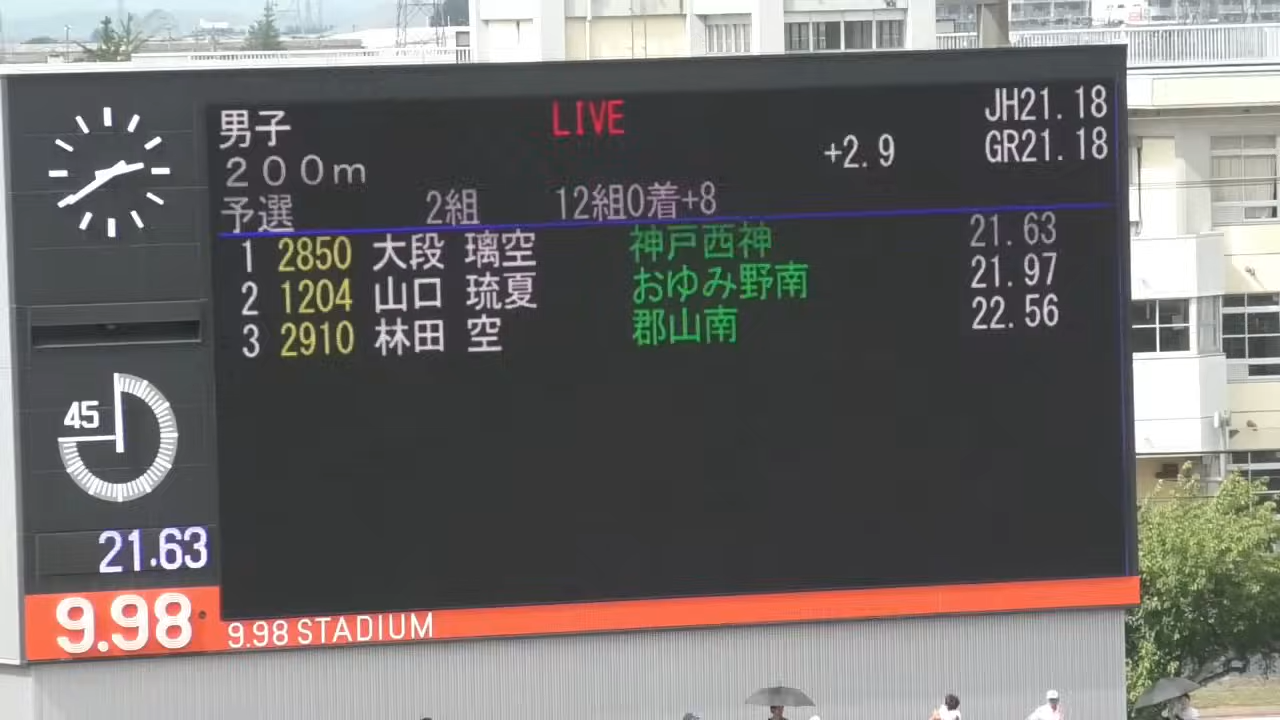 男子 LIVE JH21.18
200m +2.9 GR21.18
予選 2組 12組0着+8
1 2850 大段 璃空 神戸西神 21.63
2 1204 山口 琉夏 おゆみ野南 21.97
3 2910 林田 空 郡山南 22.56
45
21.63
9.98
9.98 STADIUM